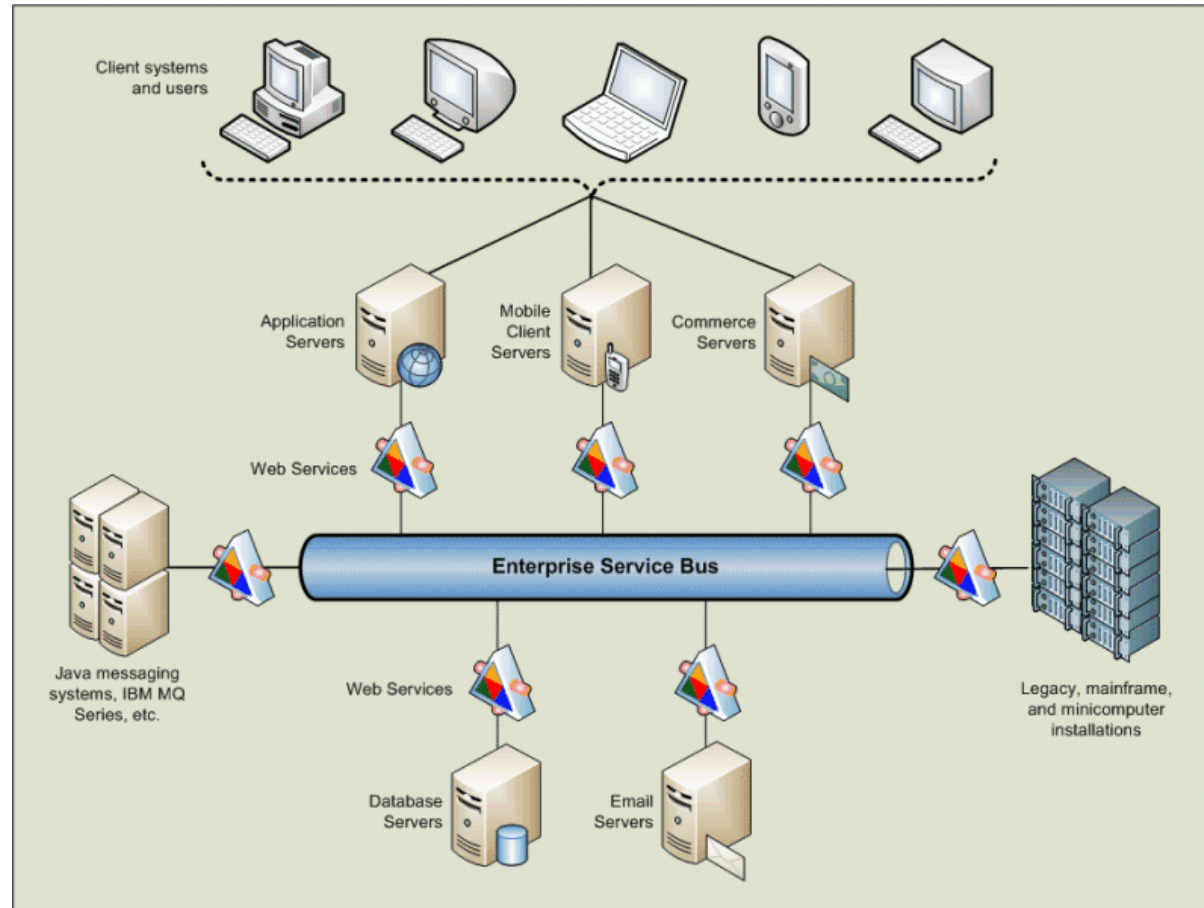 Client systems
and users
Application
Servers
Mobile
Client
Servers
Commerce
Servers
Web Services
Enterprise Service Bus
Java messaging
systems, IBM MQ
Series, etc.
Web Services
Legacy, mainframe,
and minicomputer
installations
Database
Servers
Email
Servers